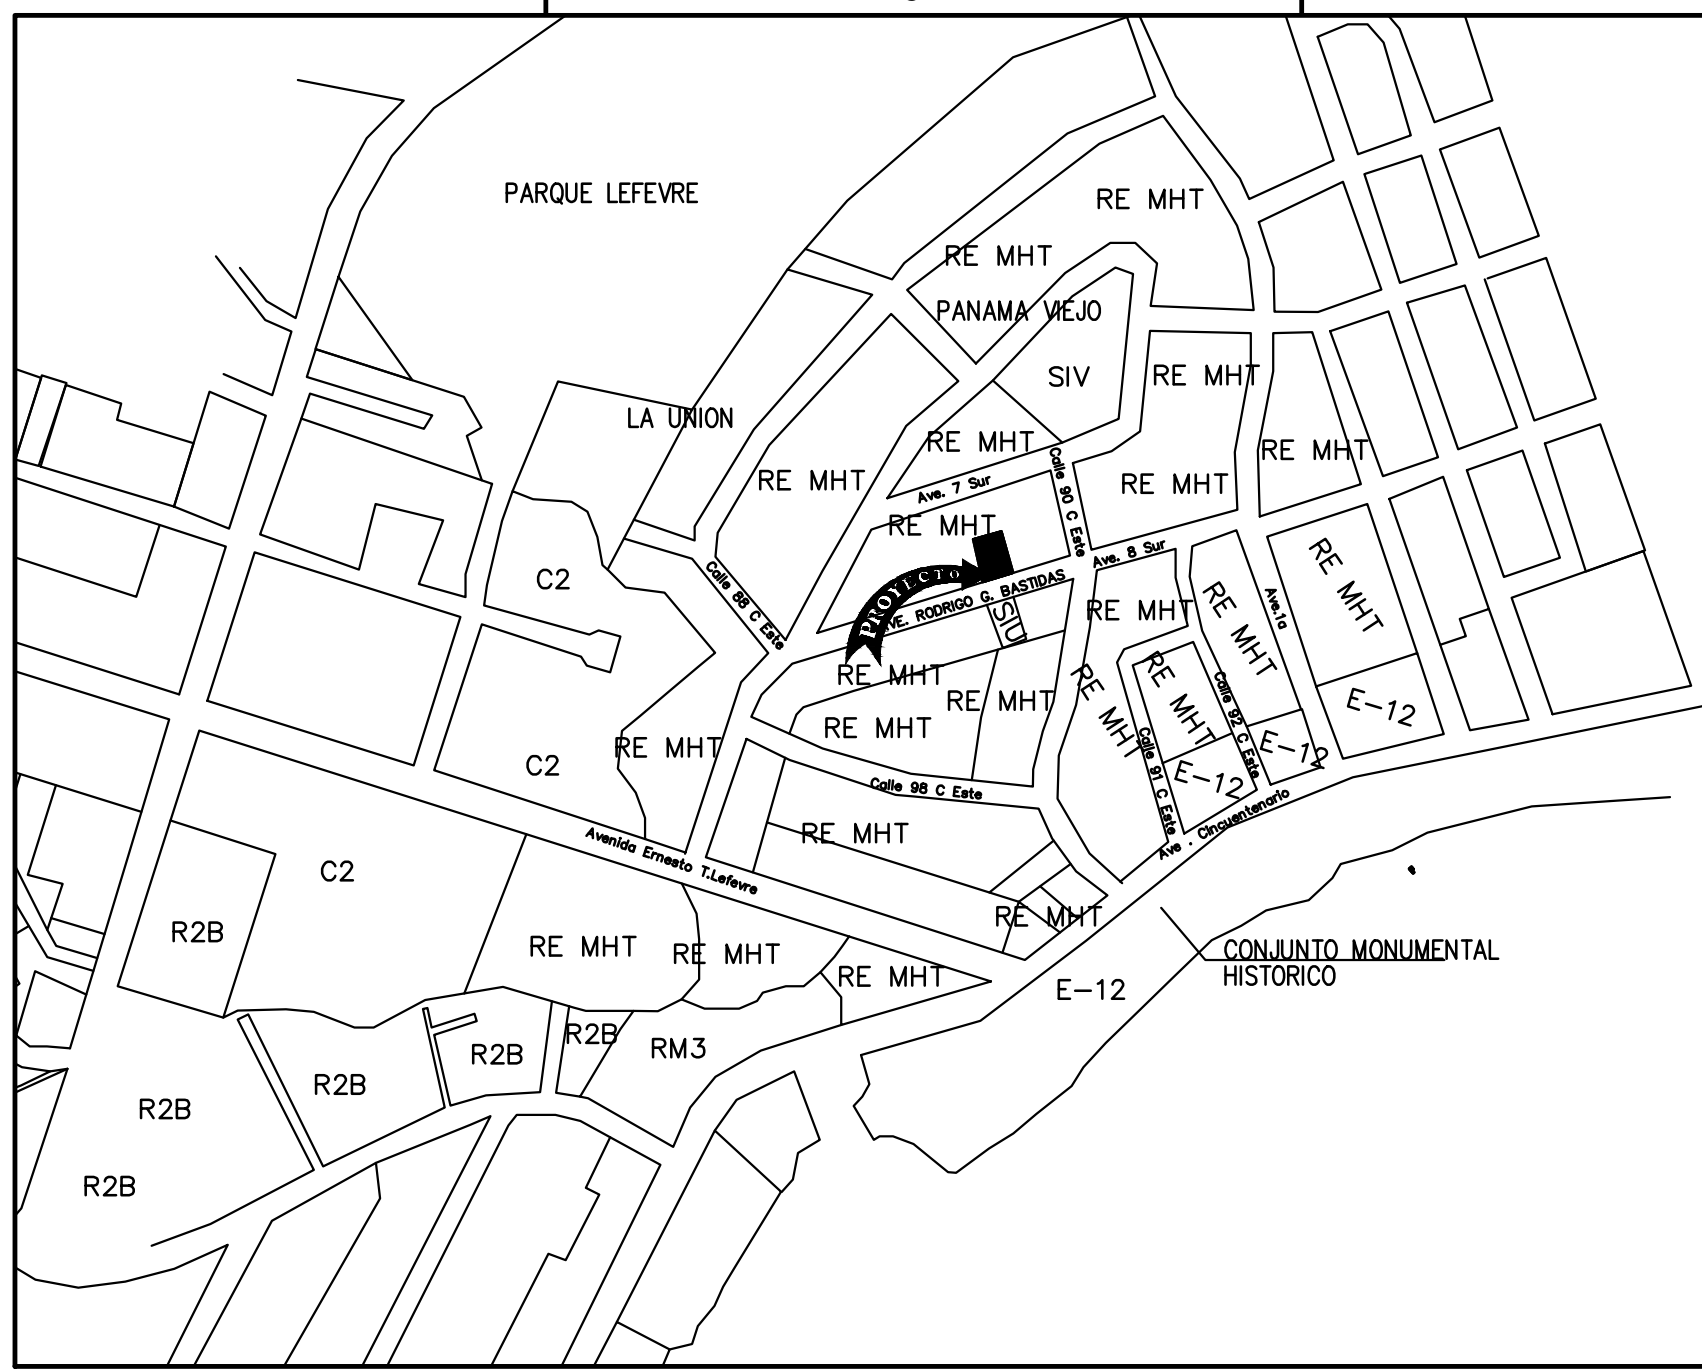 PARQUE LEFEVRE
RE MHT
RE MHT
PANAMA VIEJO
SIV
RE MHT
LA UNION
RE MHT
RE MHT
RE MHT
RE MHT
Calle 90 C Este
Ave. 7 Sur
RE MHT
Ave. 8 Sur
RE MHT
C2
PROYECTO
Calle 88 C Este
AVE. RODRIGO G. BASTIDAS
SIU
RE MHT
RE MHT
Ave.1a
RE MHT
RE MHT
RE MHT
RE MHT
RE MHT
Calle 92 C Este
E-12
RE MHT
RE MHT
E-12
C2
Calle 91 C Este
E-12
Calle 98 C Este
Ave . Cincuentenario
RE MHT
Avenida Ernesto T.Lefevre
C2
RE MHT
R2B
RE MHT
RE MHT
CONJUNTO MONUMENTAL
HISTORICO
RE MHT
E-12
R2B
RM3
R2B
R2B
R2B
R2B